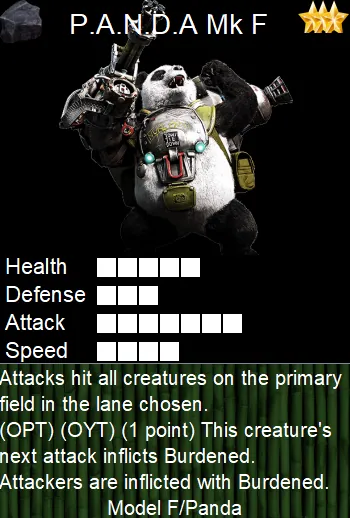 P.A.N.D.A Mk F
Health
Defense
Attack
Speed
Attacks hit all creatures on the primary
field in the lane chosen.
(OPT) (OYT) (1 point) This creature's
next attack inflicts Burdened.
Attackers are inflicted with Burdened.
Model F/Panda